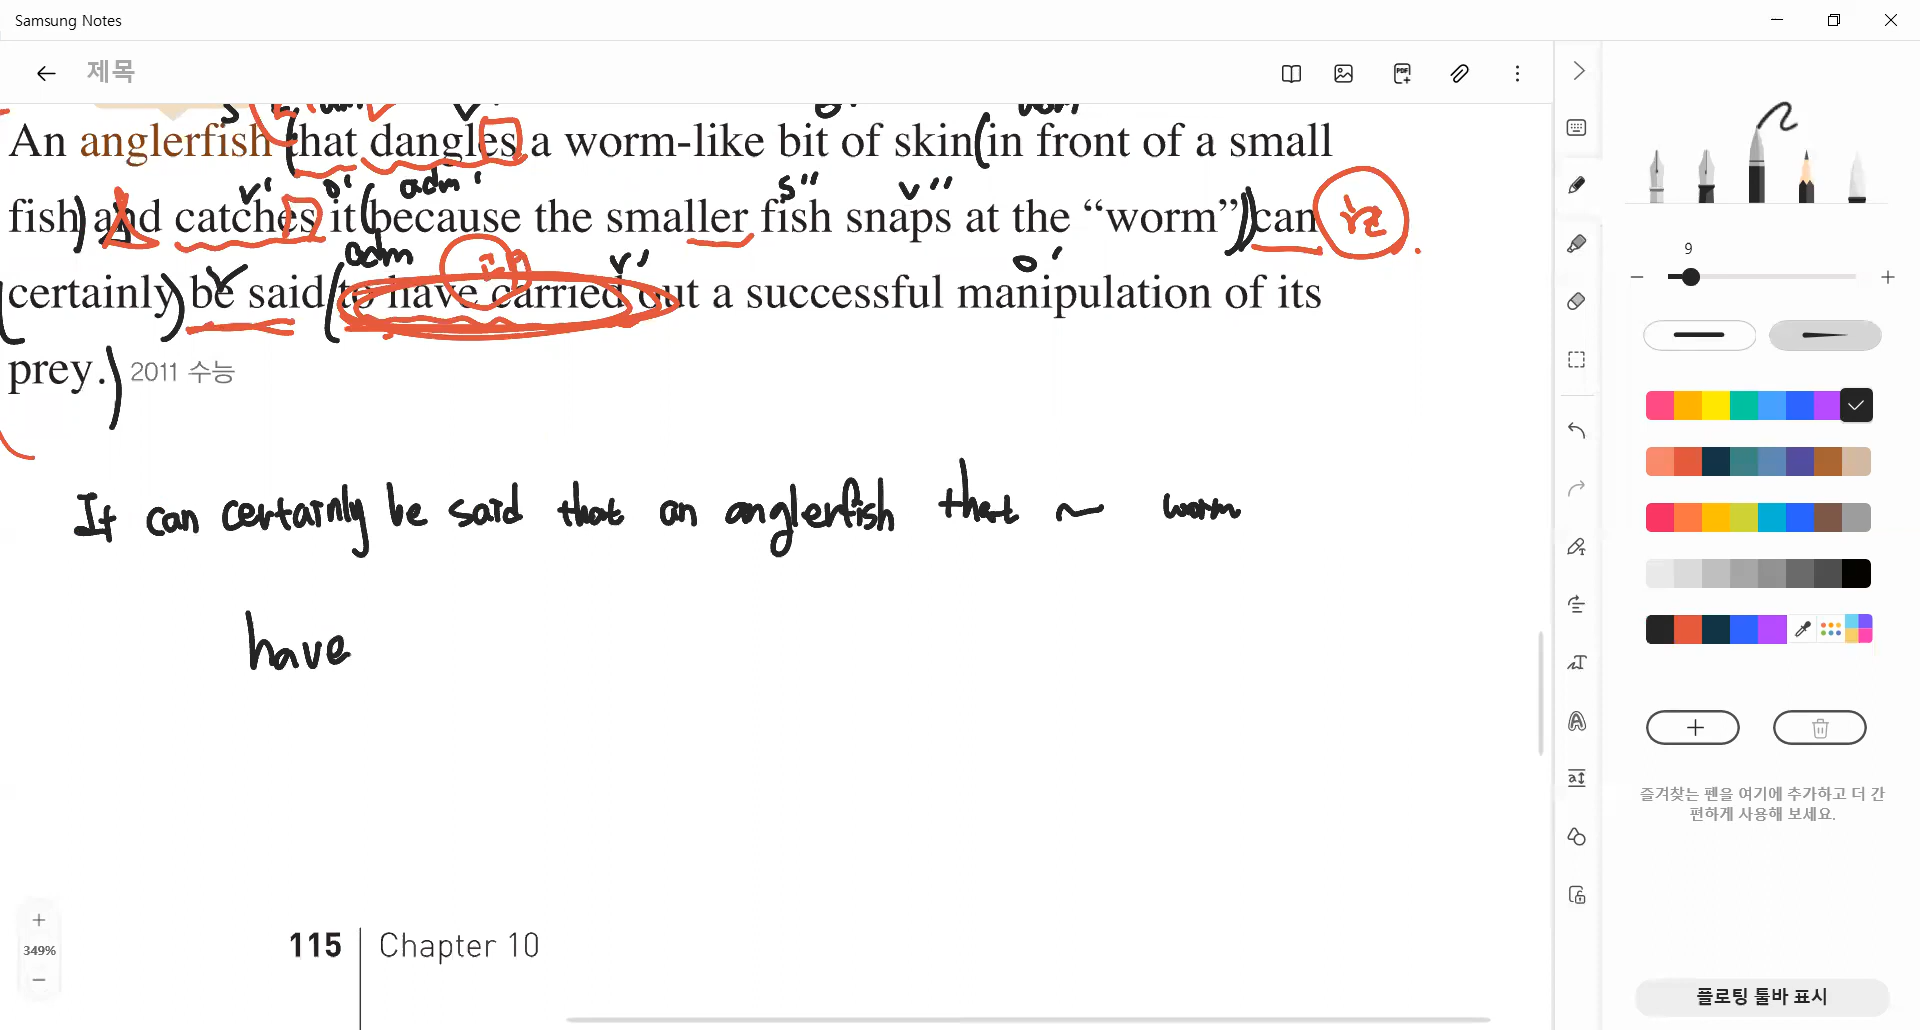 Samsung Notes
제목
An anglerfish (that dangles a worm-like bit of skin (in front of a small
v' o' adm' s" v"
fish) and catches it (because the smaller fish snaps at the “worm”)) can
adm v' o'
(certainly) be said (to have carried out a successful manipulation of its
prey.) 2011 수능
It can certainly be said that an anglerfish that ~ worm
have
115 Chapter 10
349%
9
즐겨찾는 펜을 여기에 추가하고 더 간
편하게 사용해 보세요.
플로팅 툴바 표시